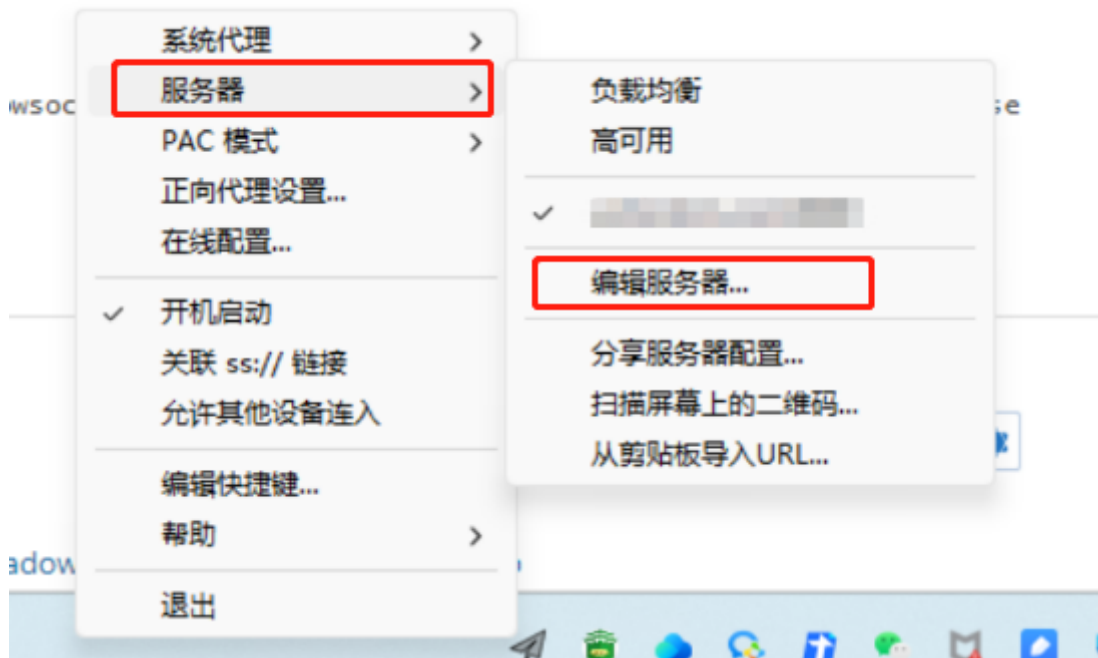 系统代理
服务器
PAC 模式
正向代理设置...
在线配置...
开机启动
关联 ss:// 链接
允许其他设备连入
编辑快捷键...
帮助
退出
负载均衡
高可用
编辑服务器...
分享服务器配置...
扫描屏幕上的二维码...
从剪贴板导入URL...
wsoc
se
adow